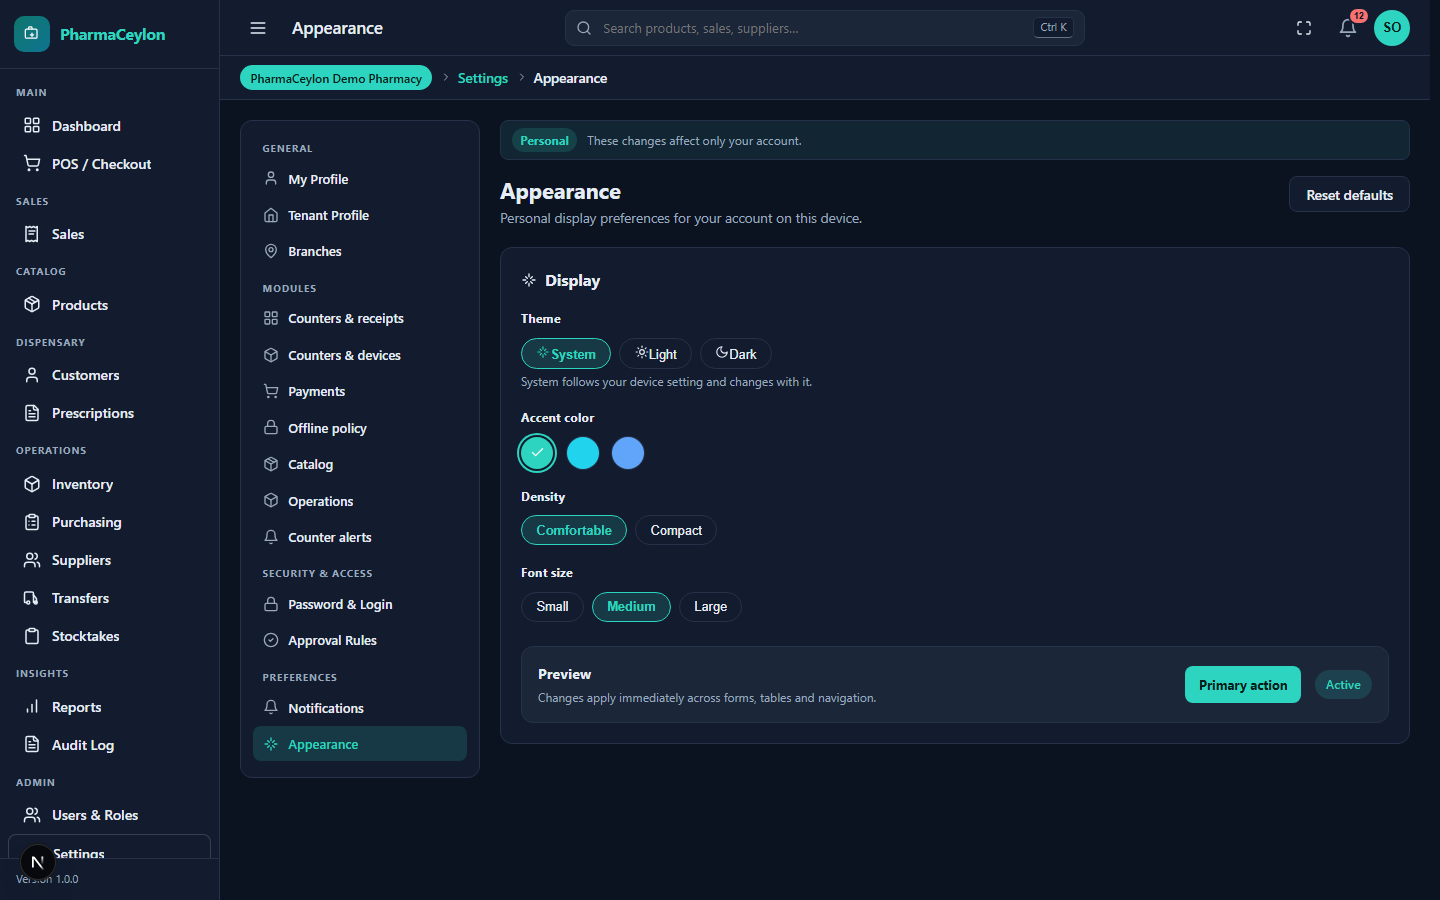 PharmaCeylon
Appearance
Search products, sales, suppliers...
Ctrl K
12
SO
PharmaCeylon Demo Pharmacy
Settings
Appearance
MAIN
Dashboard
POS / Checkout
SALES
Sales
CATALOG
Products
DISPENSARY
Customers
Prescriptions
OPERATIONS
Inventory
Purchasing
Suppliers
Transfers
Stocktakes
INSIGHTS
Reports
Audit Log
ADMIN
Users & Roles
Settings
N
Version 1.0.0
GENERAL
My Profile
Tenant Profile
Branches
MODULES
Counters & receipts
Counters & devices
Payments
Offline policy
Catalog
Operations
Counter alerts
SECURITY & ACCESS
Password & Login
Approval Rules
PREFERENCES
Notifications
Appearance
Personal These changes affect only your account.
Appearance
Personal display preferences for your account on this device.
Reset defaults
Display
Theme
System Light Dark
System follows your device setting and changes with it.
Accent color
Density
Comfortable Compact
Font size
Small Medium Large
Preview
Changes apply immediately across forms, tables and navigation.
Primary action
Active